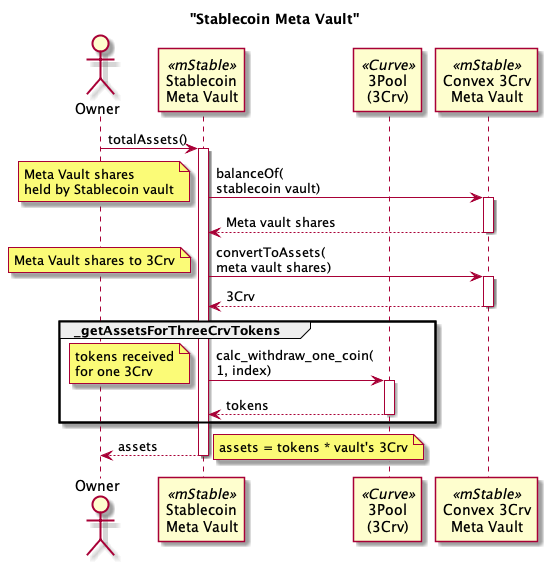 "Stablecoin Meta Vault"
Owner
«mStable»
Stablecoin
Meta Vault
«Curve»
3Pool
(3Crv)
«mStable»
Convex 3Crv
Meta Vault
totalAssets()
Meta Vault shares
held by Stablecoin vault
balanceOf(
stablecoin vault)
Meta vault shares
Meta Vault shares to 3Crv
convertToAssets(
meta vault shares)
3Crv
_getAssetsForThreeCrvTokens
tokens received
for one 3Crv
calc_withdraw_one_coin(
1, index)
tokens
assets
assets = tokens * vault's 3Crv
Owner
«mStable»
Stablecoin
Meta Vault
«Curve»
3Pool
(3Crv)
«mStable»
Convex 3Crv
Meta Vault